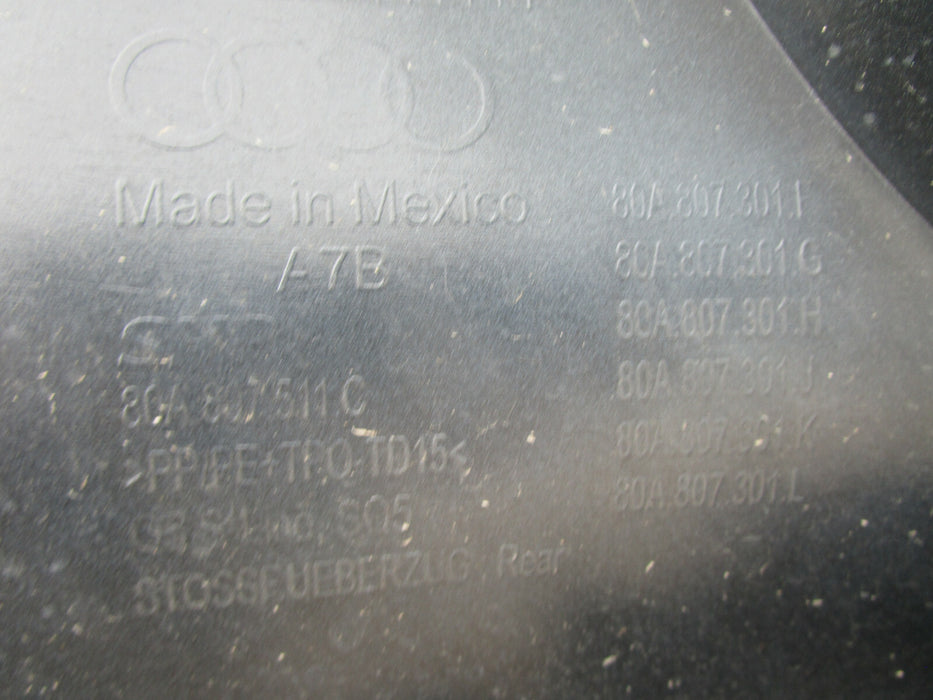 Made in Mexico
A7B
80A.807.511.C
>PP/PE+TPO-TD15<
SQ5
STOSSFUEBERZUG, Rear
80A.807.301.F
80A.807.301.G
80A.807.301.H
80A.807.301.J
80A.807.301.K
80A.807.301.L